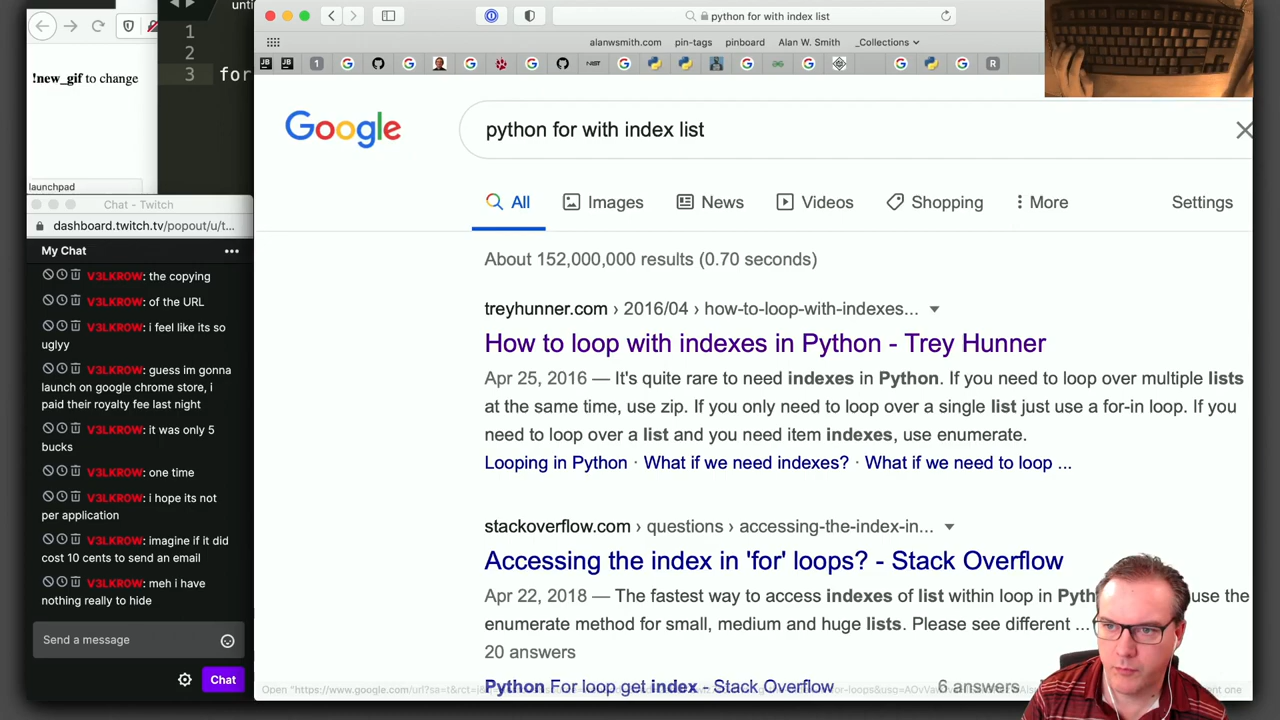 unti
1
2
3 for
!new_gif to change
launchpad
python for with index list
alanwsmith.com pin-tags pinboard Alan W. Smith _Collections
Google
python for with index list
All Images News Videos Shopping More Settings
About 152,000,000 results (0.70 seconds)
treyhunner.com › 2016/04 › how-to-loop-with-indexes...
How to loop with indexes in Python - Trey Hunner
Apr 25, 2016 — It's quite rare to need indexes in Python. If you need to loop over multiple lists
at the same time, use zip. If you only need to loop over a single list just use a for-in loop. If you
need to loop over a list and you need item indexes, use enumerate.
Looping in Python · What if we need indexes? · What if we need to loop ...
stackoverflow.com › questions › accessing-the-index-in...
Accessing the index in 'for' loops? - Stack Overflow
Apr 22, 2018 — The fastest way to access indexes of list within loop in Pyth use the
enumerate method for small, medium and huge lists. Please see different ...
20 answers
Python For loop get index - Stack Overflow 6 answers
Chat - Twitch
dashboard.twitch.tv/popout/u/t...
My Chat
V3LKR0W: the copying
V3LKR0W: of the URL
V3LKR0W: i feel like its so
uglyy
V3LKR0W: guess im gonna
launch on google chrome store, i
paid their royalty fee last night
V3LKR0W: it was only 5
bucks
V3LKR0W: one time
V3LKR0W: i hope its not
per application
V3LKR0W: imagine if it did
cost 10 cents to send an email
V3LKR0W: meh i have
nothing really to hide
Send a message
Chat